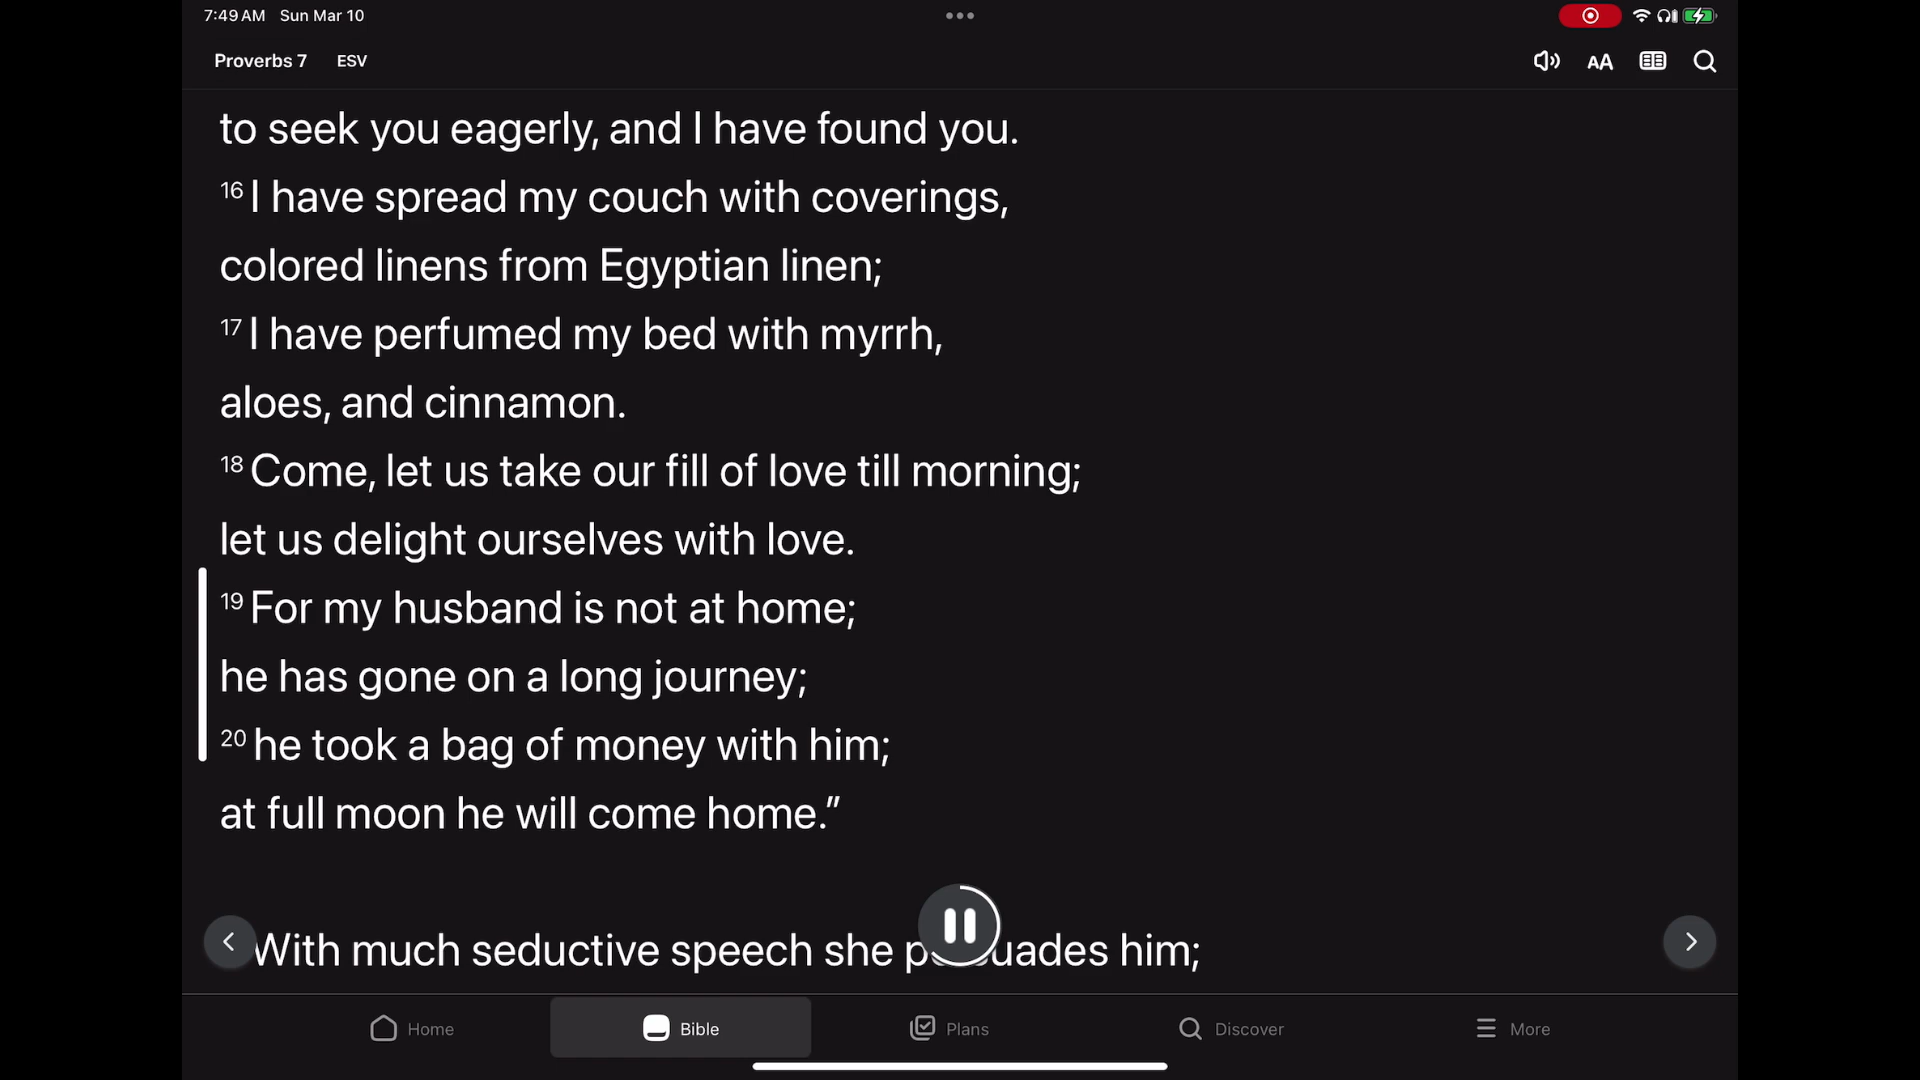 7:49 AM Sun Mar 10
Proverbs 7 ESV
AA
to seek you eagerly, and I have found you.
16 I have spread my couch with coverings,
colored linens from Egyptian linen;
17 I have perfumed my bed with myrrh,
aloes, and cinnamon.
18 Come, let us take our fill of love till morning;
let us delight ourselves with love.
19 For my husband is not at home;
he has gone on a long journey;
20 he took a bag of money with him;
at full moon he will come home.”
With much seductive speech she him;
Home Bible Plans Discover More